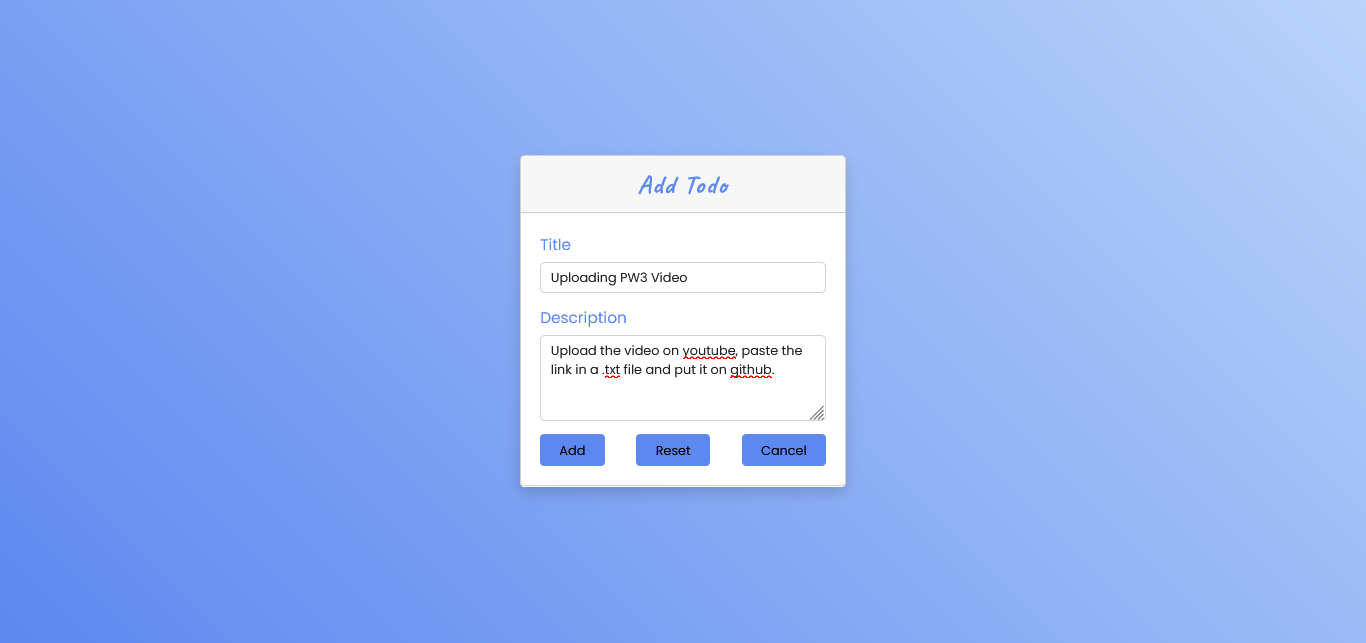 Add Todo
Title
Uploading PW3 Video
Description
Upload the video on youtube, paste the
link in a .txt file and put it on github.
Add Reset Cancel